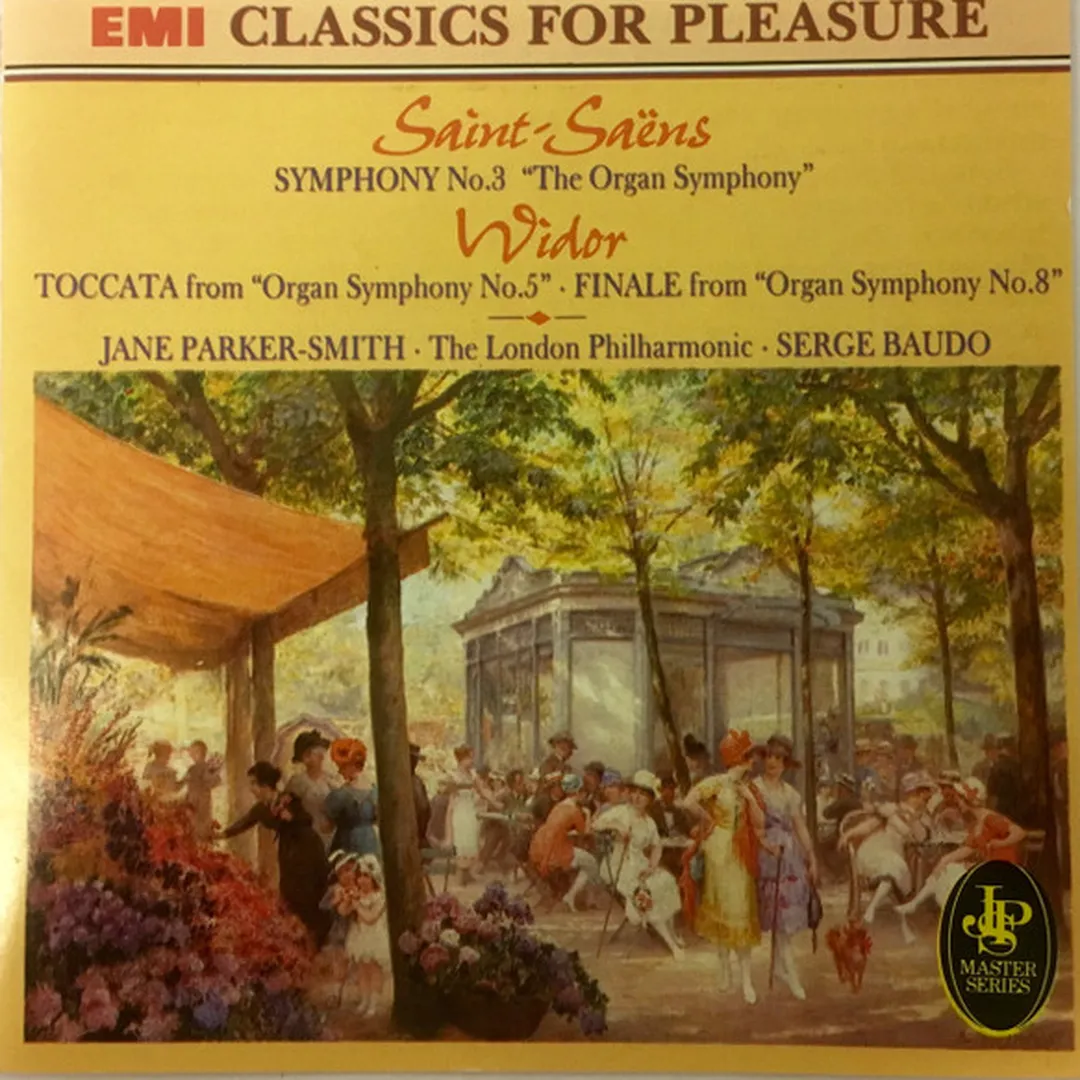 EMI CLASSICS FOR PLEASURE
Saint-Saëns
SYMPHONY No.3 “The Organ Symphony”
Widor
TOCCATA from “Organ Symphony No.5” · FINALE from “Organ Symphony No.8”
JANE PARKER-SMITH · The London Philharmonic · SERGE BAUDO
JPS
MASTER
SERIES